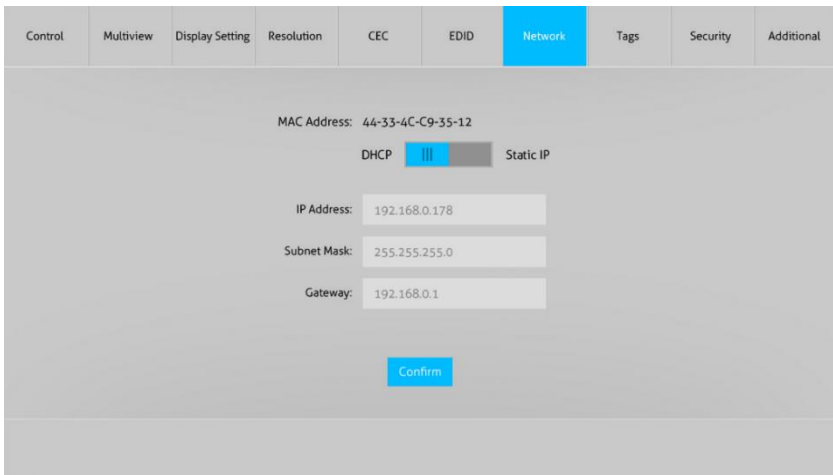 Control Multiview Display Setting Resolution CEC EDID Network Tags Security Additional
MAC Address: 44-33-4C-C9-35-12
DHCP Static IP
IP Address: 192.168.0.178
Subnet Mask: 255.255.255.0
Gateway: 192.168.0.1
Confirm